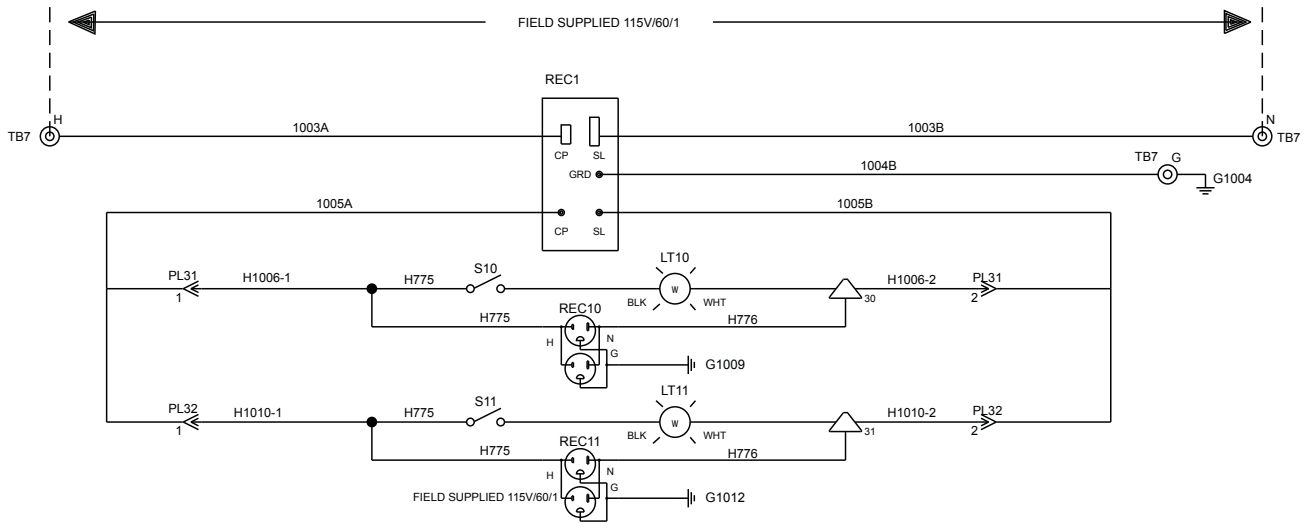 FIELD SUPPLIED 115V/60/1
REC1
TB7
H
1003A
1003B
N
TB7
CP
SL
GRD
1004B
TB7
G
G1004
1005A
1005B
CP
SL
PL31
1
H1006-1
H775
S10
LT10
W
BLK
WHT
30
H1006-2
PL31
2
H775
REC10
H776
H
N
G
G1009
PL32
1
H1010-1
H775
S11
LT11
W
BLK
WHT
31
H1010-2
PL32
2
H775
REC11
H776
H
N
G
FIELD SUPPLIED 115V/60/1
G1012